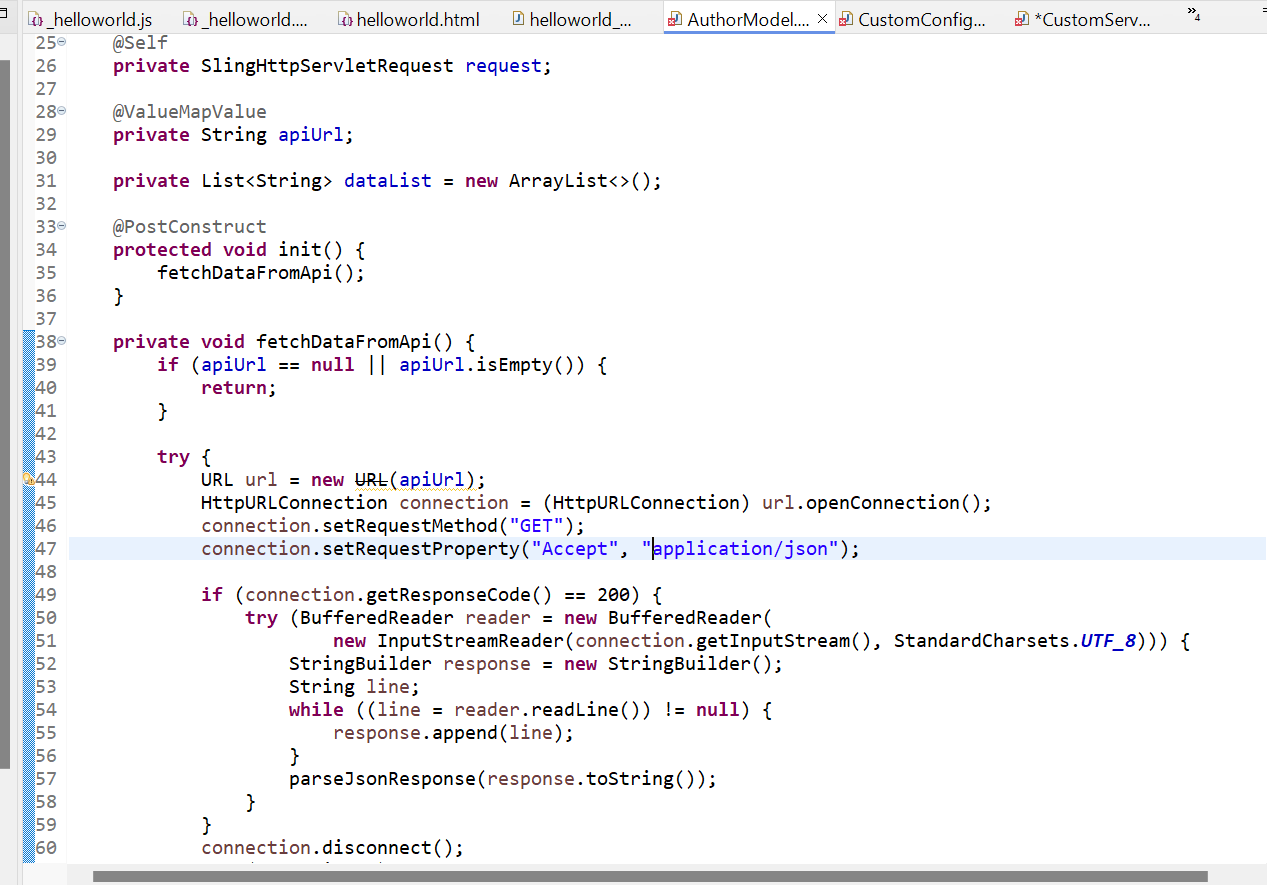 _helloworld.js
_helloworld....
helloworld.html
helloworld_...
AuthorModel....
CustomConfig...
*CustomServ...
»4
25 @Self
26 private SlingHttpServletRequest request;
27
28 @ValueMapValue
29 private String apiUrl;
30
31 private List<String> dataList = new ArrayList<>();
32
33 @PostConstruct
34 protected void init() {
35 fetchDataFromApi();
36 }
37
38 private void fetchDataFromApi() {
39 if (apiUrl == null || apiUrl.isEmpty()) {
40 return;
41 }
42
43 try {
44 URL url = new URL(apiUrl);
45 HttpURLConnection connection = (HttpURLConnection) url.openConnection();
46 connection.setRequestMethod("GET");
47 connection.setRequestProperty("Accept", "application/json");
48
49 if (connection.getResponseCode() == 200) {
50 try (BufferedReader reader = new BufferedReader(
51 new InputStreamReader(connection.getInputStream(), StandardCharsets.UTF_8))) {
52 StringBuilder response = new StringBuilder();
53 String line;
54 while ((line = reader.readLine()) != null) {
55 response.append(line);
56 }
57 parseJsonResponse(response.toString());
58 }
59 }
60 connection.disconnect();